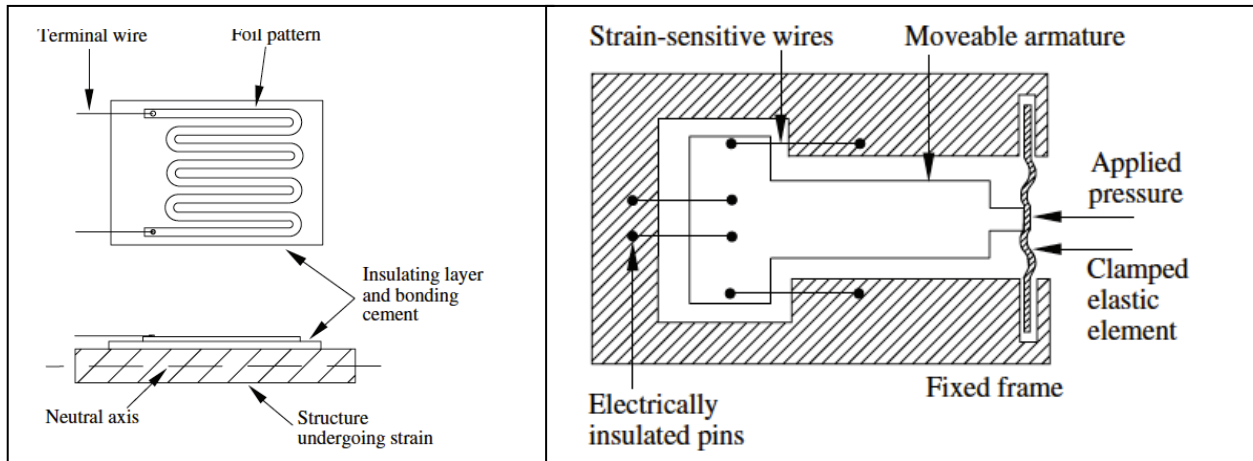 Terminal wire
Foil pattern
Insulating layer
and bonding
cement
Neutral axis
Structure
undergoing strain
Strain-sensitive wires
Moveable armature
Applied
pressure
Clamped
elastic
element
Fixed frame
Electrically
insulated pins